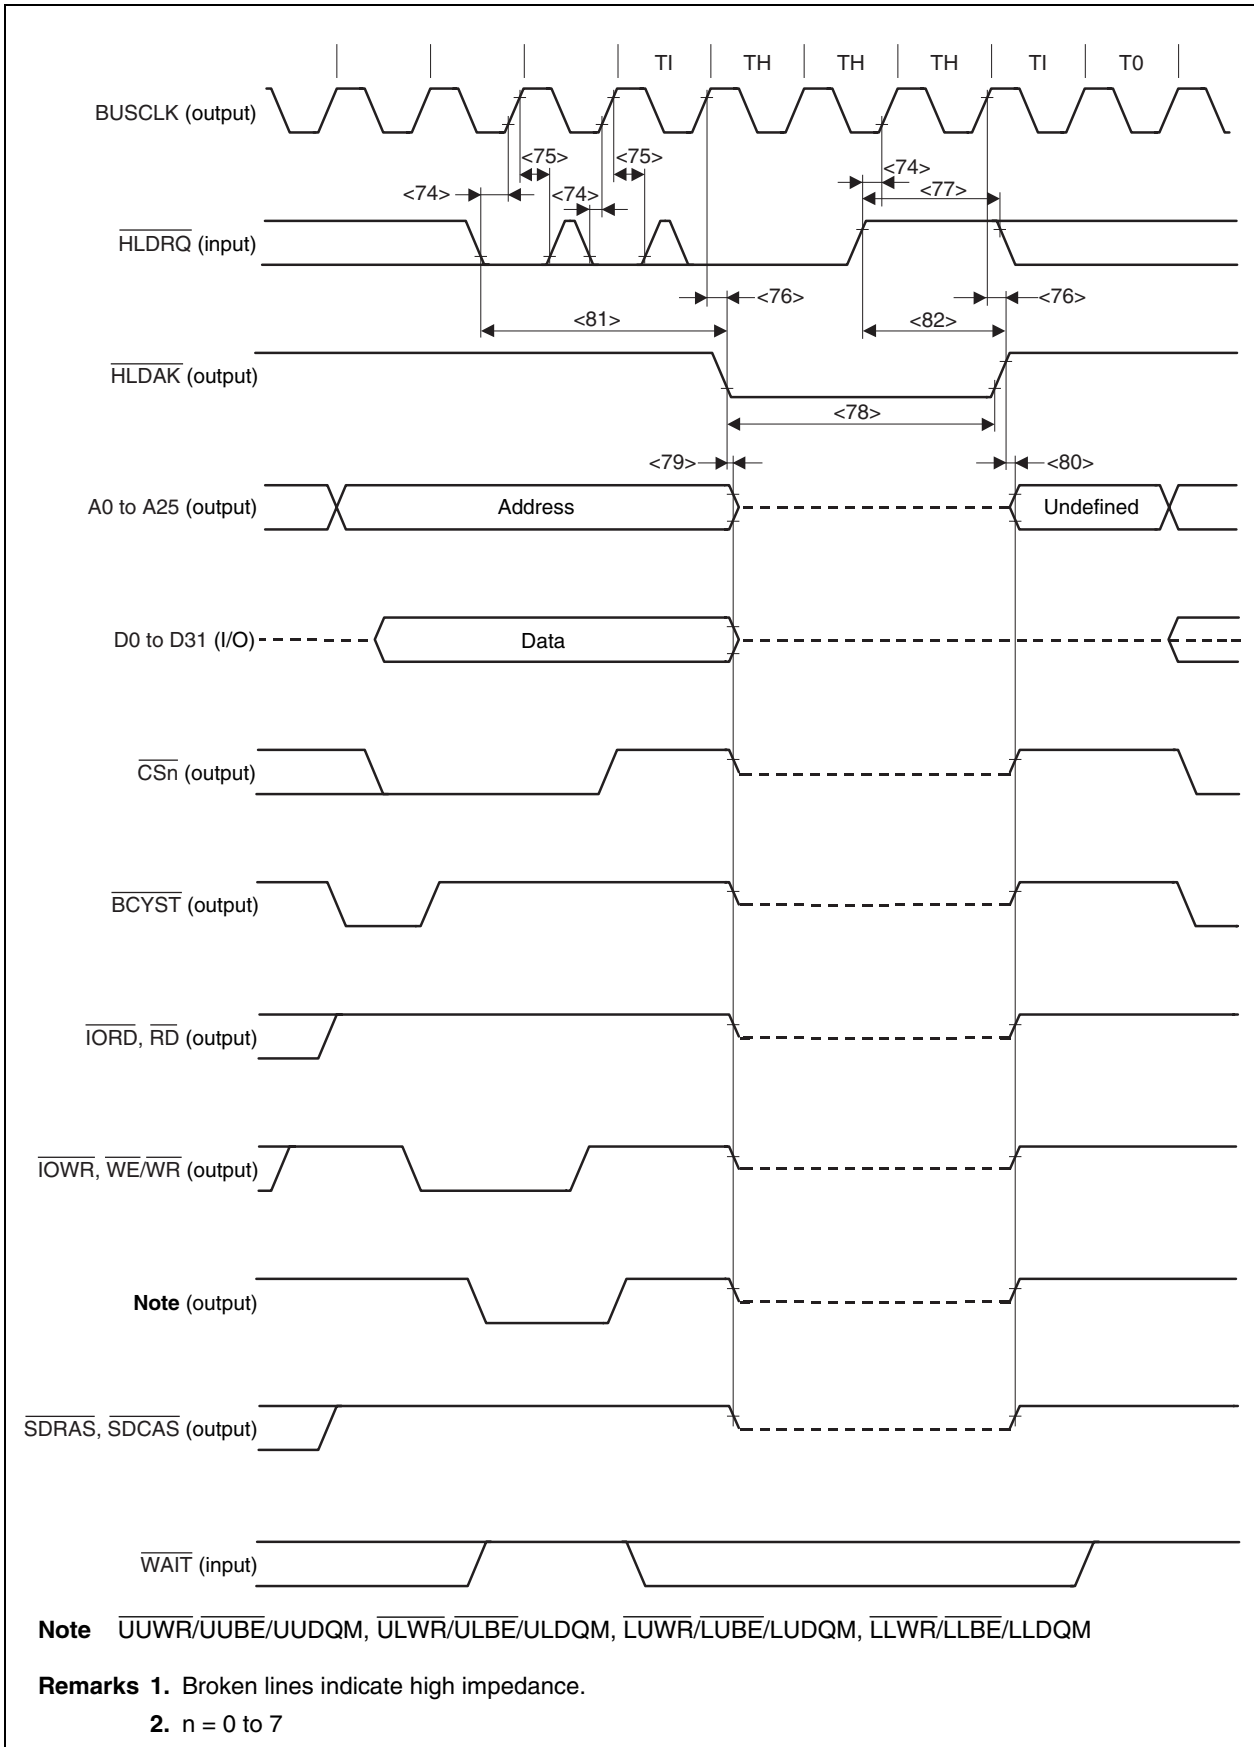 TI TH TH TH TI T0
BUSCLK (output)
<75> <75>
<74> <74> <74>
<77>
HLDRQ (input)
<76> <76>
<81> <82>
HLDAK (output)
<78>
<79> <80>
A0 to A25 (output) Address Undefined
D0 to D31 (I/O) Data
CSn (output)
BCYST (output)
IORD, RD (output)
IOWR, WE/WR (output)
Note (output)
SDRAS, SDCAS (output)
WAIT (input)
Note UUWR/UUBE/UUDQM, ULWR/ULBE/ULDQM, LUWR/LUBE/LUDQM, LLWR/LLBE/LLDQM
Remarks 1. Broken lines indicate high impedance.
2. n = 0 to 7